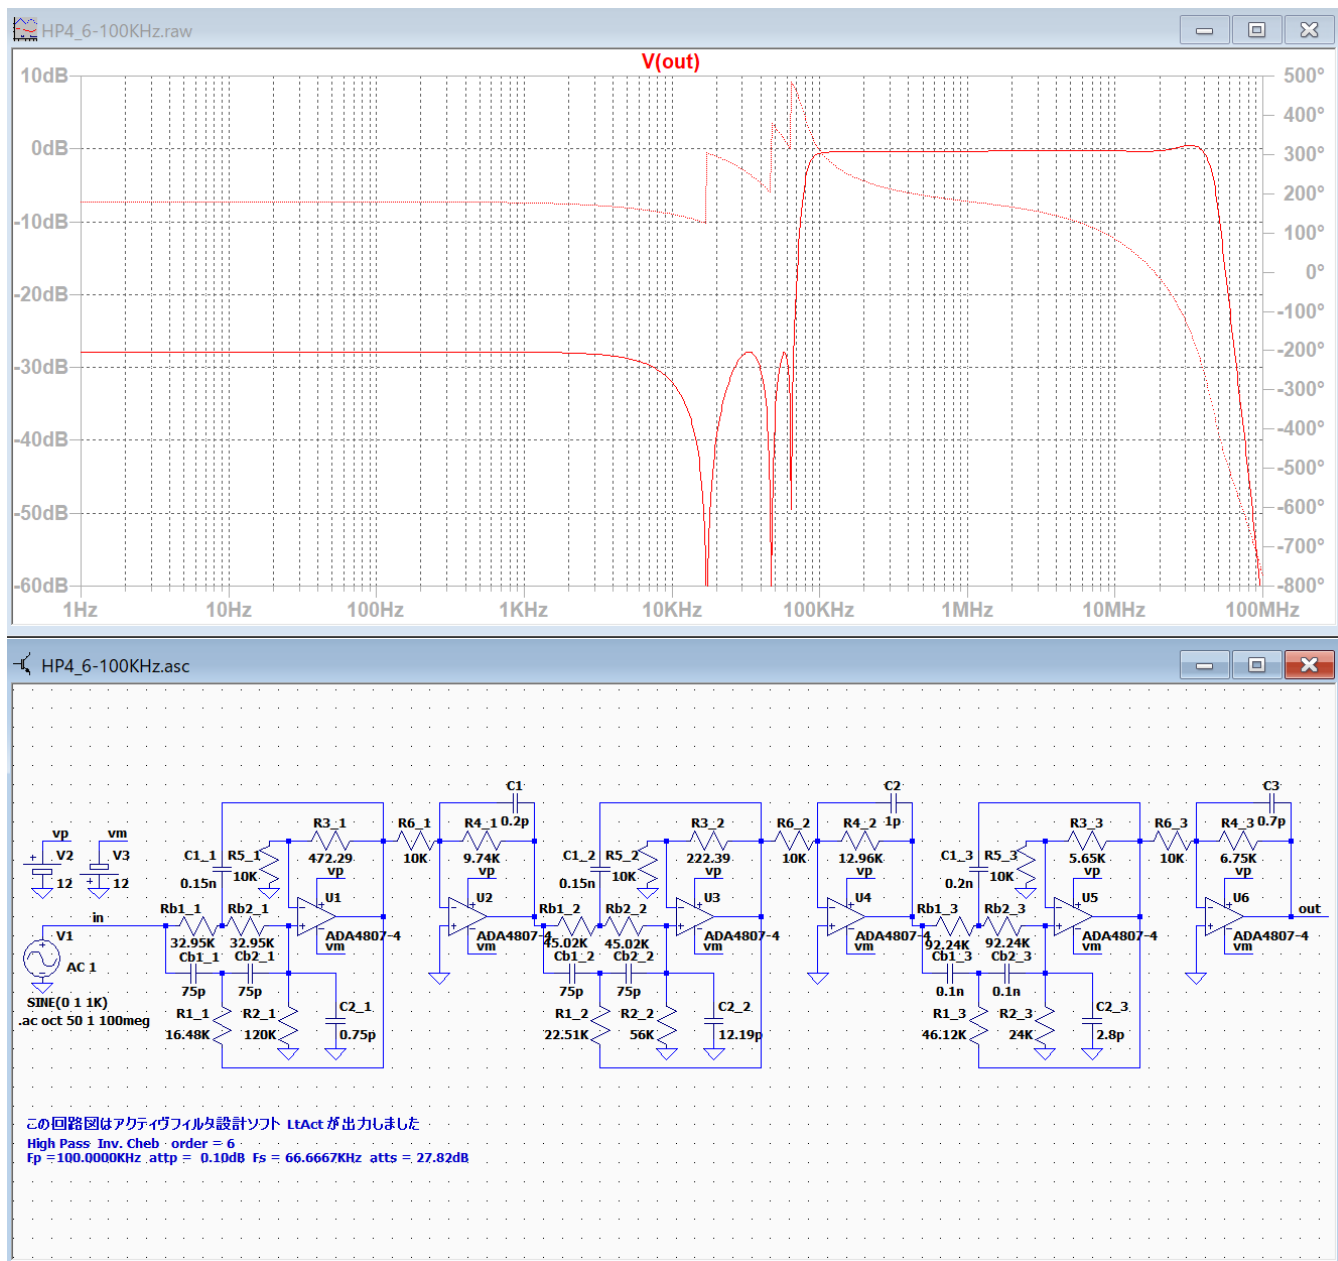 HP4_6-100KHz.raw
V(out)
10dB
0dB
-10dB
-20dB
-30dB
-40dB
-50dB
-60dB
500°
400°
300°
200°
100°
0°
-100°
-200°
-300°
-400°
-500°
-600°
-700°
-800°
1Hz 10Hz 100Hz 1KHz 10KHz 100KHz 1MHz 10MHz 100MHz
HP4_6-100KHz.asc
C1 C2 C3
vp vm R3_1 R6_1 R4_1 0.2p R3_2 R6_2 R4_2 1p R3_3 R6_3 R4_3 0.7p
V2 V3 C1_1 R5_1 472.29 10K 9.74K C1_2 R5_2 222.39 10K 12.96K C1_3 R5_3 5.65K 10K 6.75K
12 12 0.15n 10K vp vp 0.15n 10K vp vp 0.2n 10K vp vp
U1 U2 U3 U4 U5 U6
in Rb1_1 Rb2_1 Rb1_2 Rb2_2 Rb1_3 Rb2_3 out
V1 32.95K 32.95K ADA4807-4 ADA4807-4 45.02K 45.02K ADA4807-4 ADA4807-4 92.24K 92.24K ADA4807-4 ADA4807-4
vm vm vm vm vm vm
AC 1 Cb1_1 Cb2_1 Cb1_2 Cb2_2 Cb1_3 Cb2_3
75p 75p 75p 75p 0.1n 0.1n
SINE(0 1 1K) R1_1 R2_1 C2_1 R1_2 R2_2 C2_2 R1_3 R2_3 C2_3
.ac oct 50 1 100meg 16.48K 120K 0.75p 22.51K 56K 12.19p 46.12K 24K 2.8p
この回路図はアクティヴフィルタ設計ソフト LtAct が出力しました
High Pass Inv. Cheb order = 6
Fp =100.0000KHz attp = 0.10dB Fs = 66.6667KHz atts = 27.82dB